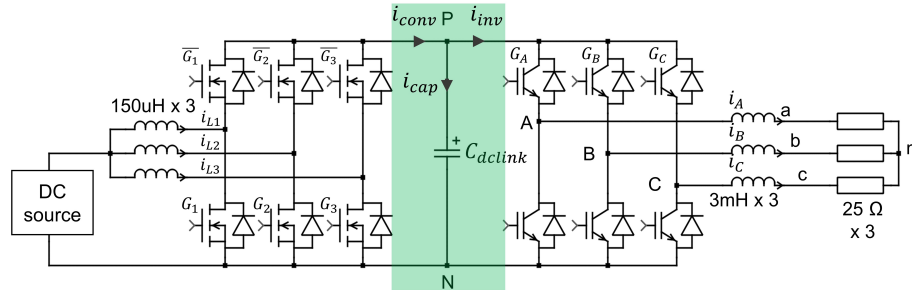 i_conv P i_inv
G̅₁ G̅₂ G̅₃ G_A G_B G_C
i_cap
150uH x 3
i_L1
i_L2
i_L3
A
B
C
i_A a
i_B b
i_C c
n
+
C_dclink
DC
source
G₁ G₂ G₃
3mH x 3
25 Ω
x 3
N